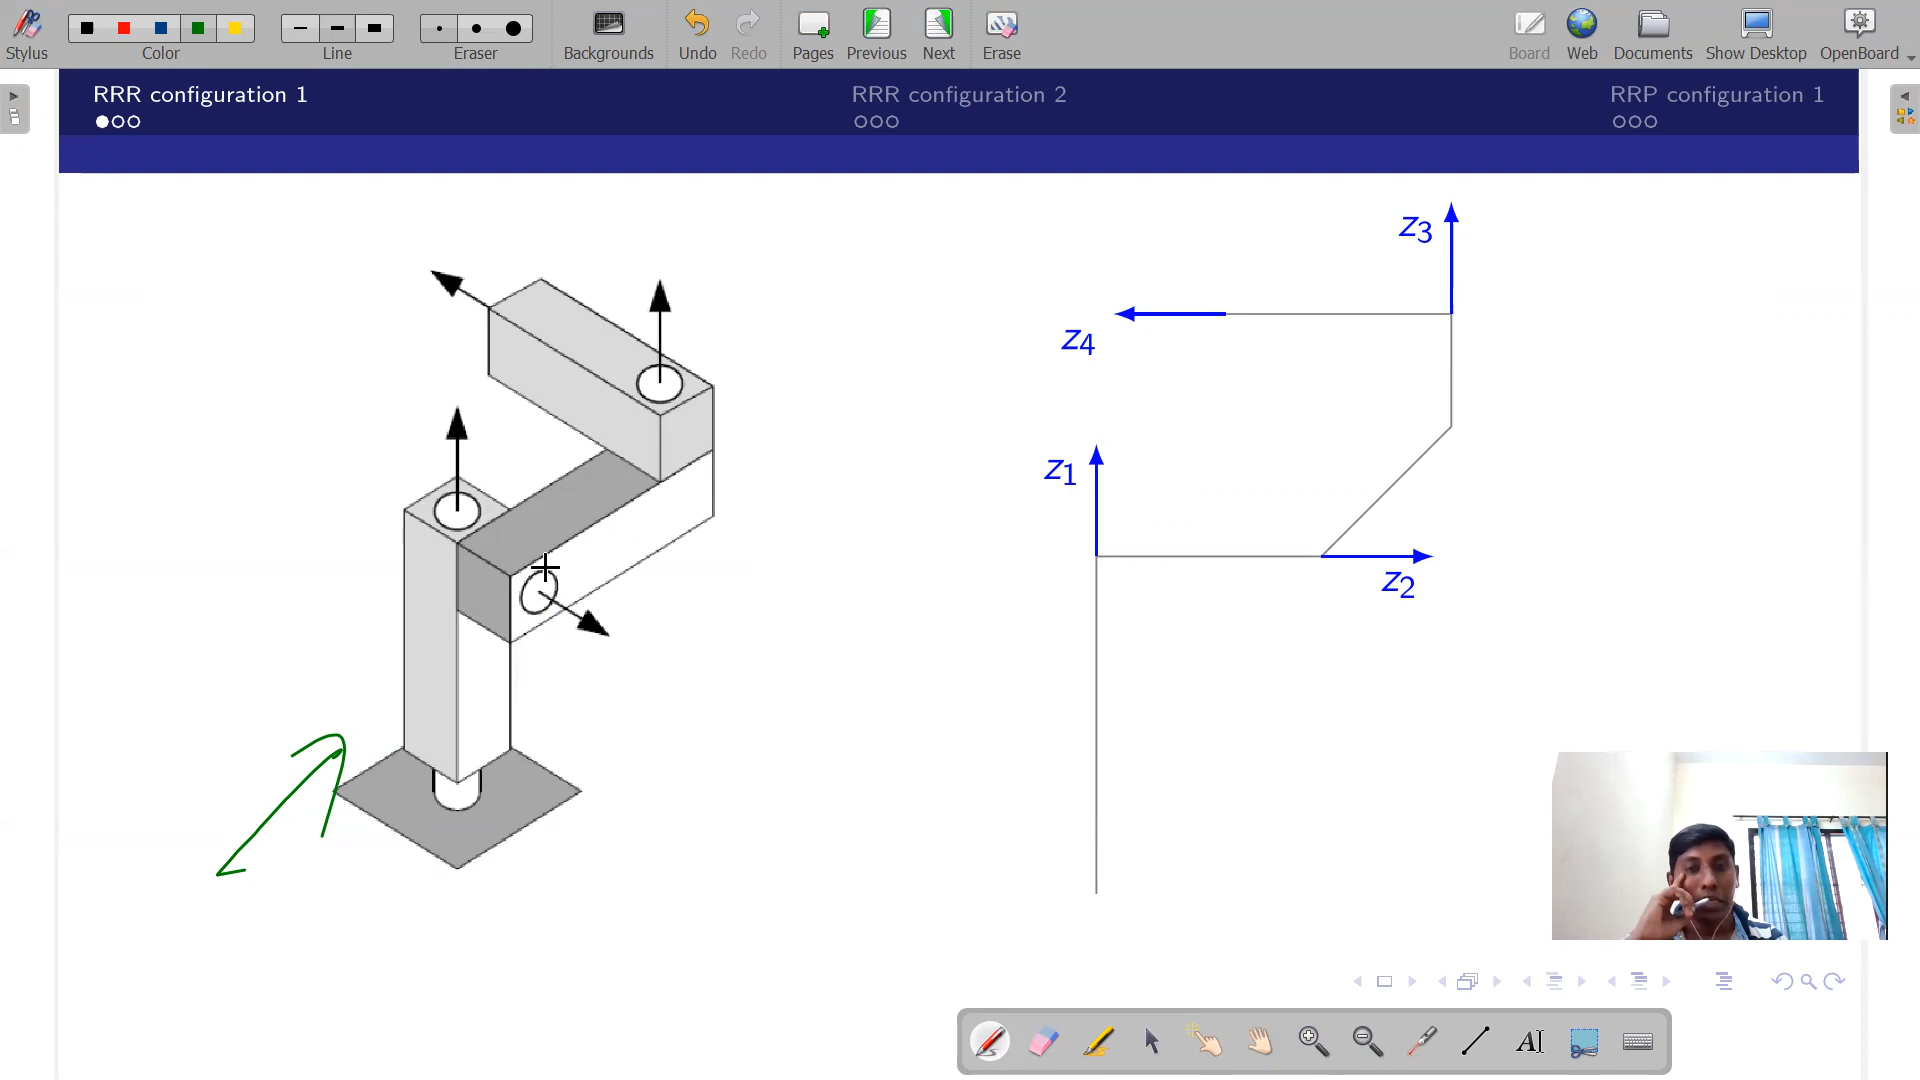 Stylus
Color
Line
Eraser
Backgrounds
Undo
Redo
Pages
Previous
Next
Erase
Board
Web
Documents
Show Desktop
OpenBoard
RRR configuration 1
RRR configuration 2
RRP configuration 1
z3
z4
z1
z2
A